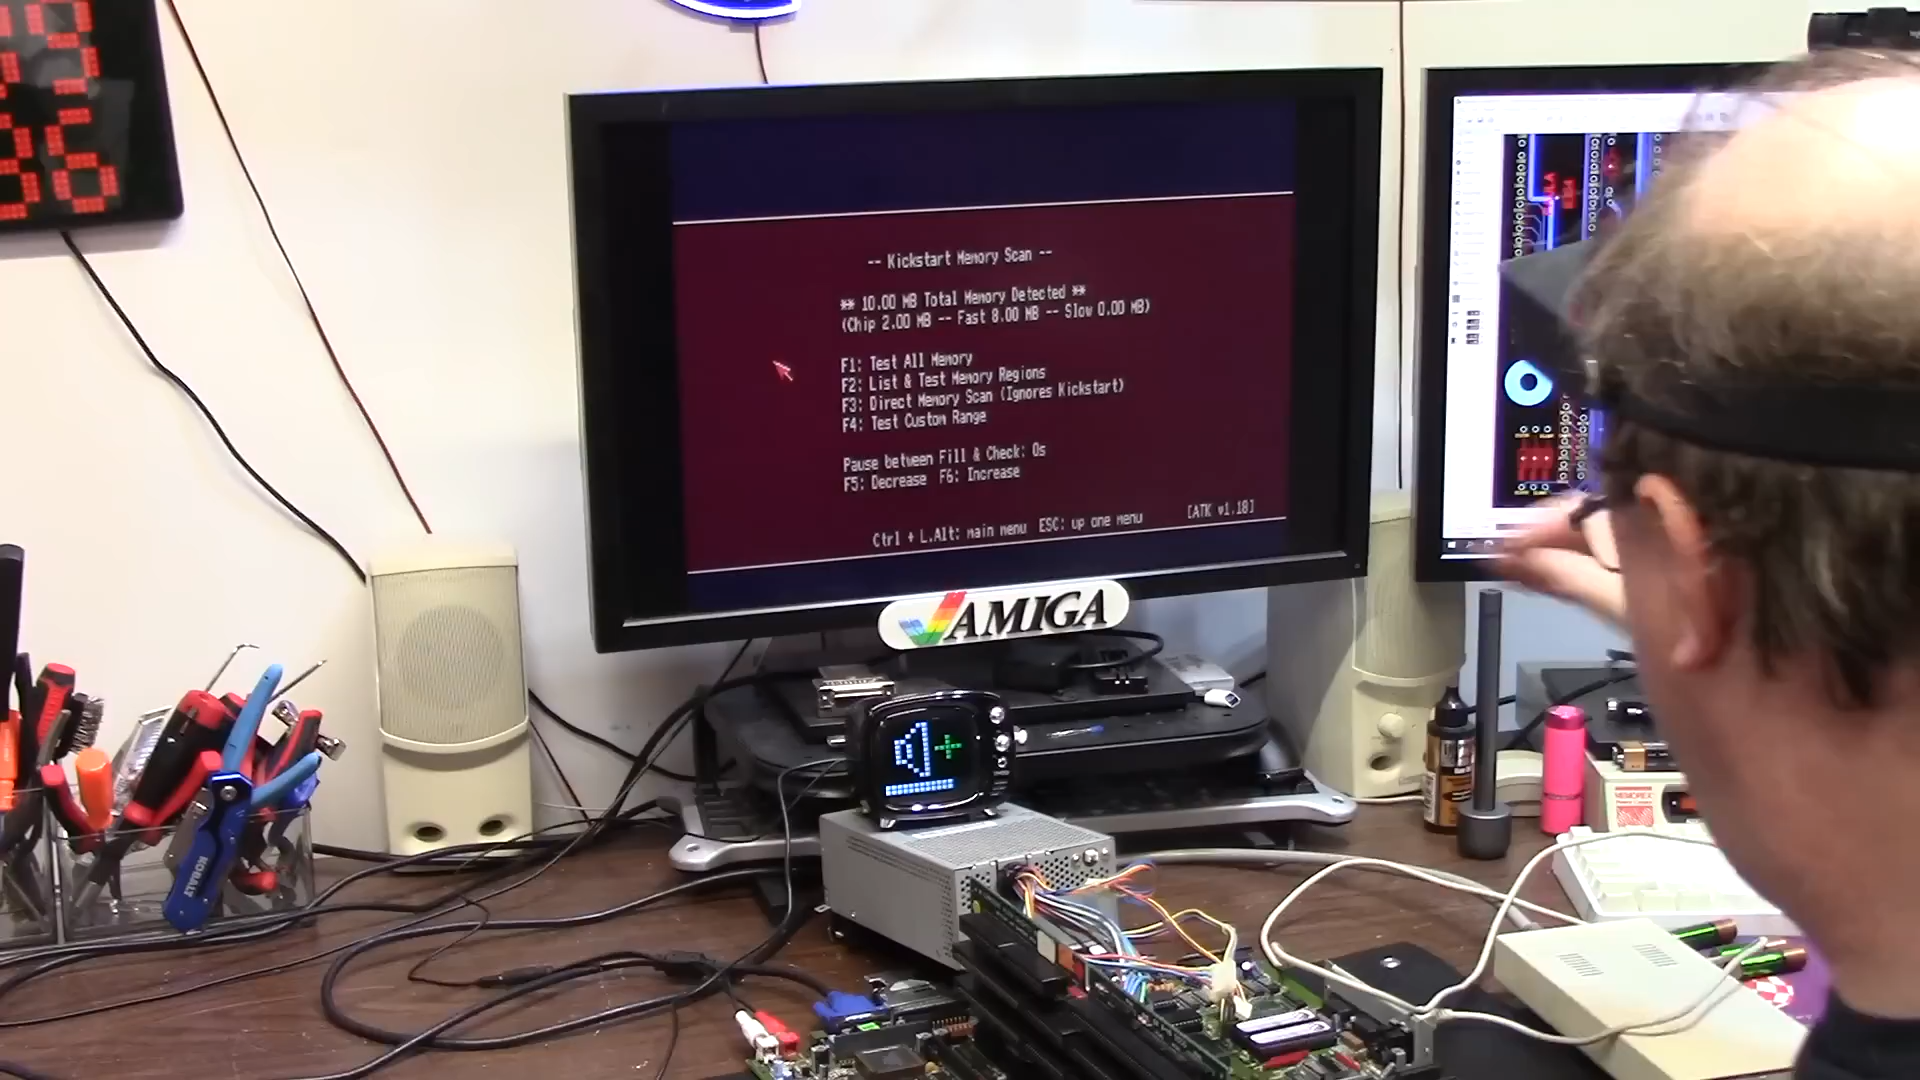 -- Kickstart Memory Scan --
** 10.00 MB Total Memory Detected **
(Chip 2.00 MB -- Fast 8.00 MB -- Slow 0.00 MB)
F1: Test All Memory
F2: List & Test Memory Regions
F3: Direct Memory Scan (Ignores Kickstart)
F4: Test Custom Range
Pause between Fill & Check: 0s
F5: Decrease F6: Increase
[ATK v1.18]
Ctrl + L.Alt: main menu ESC: up one menu
AMIGA
KOBALT
MEMOREX